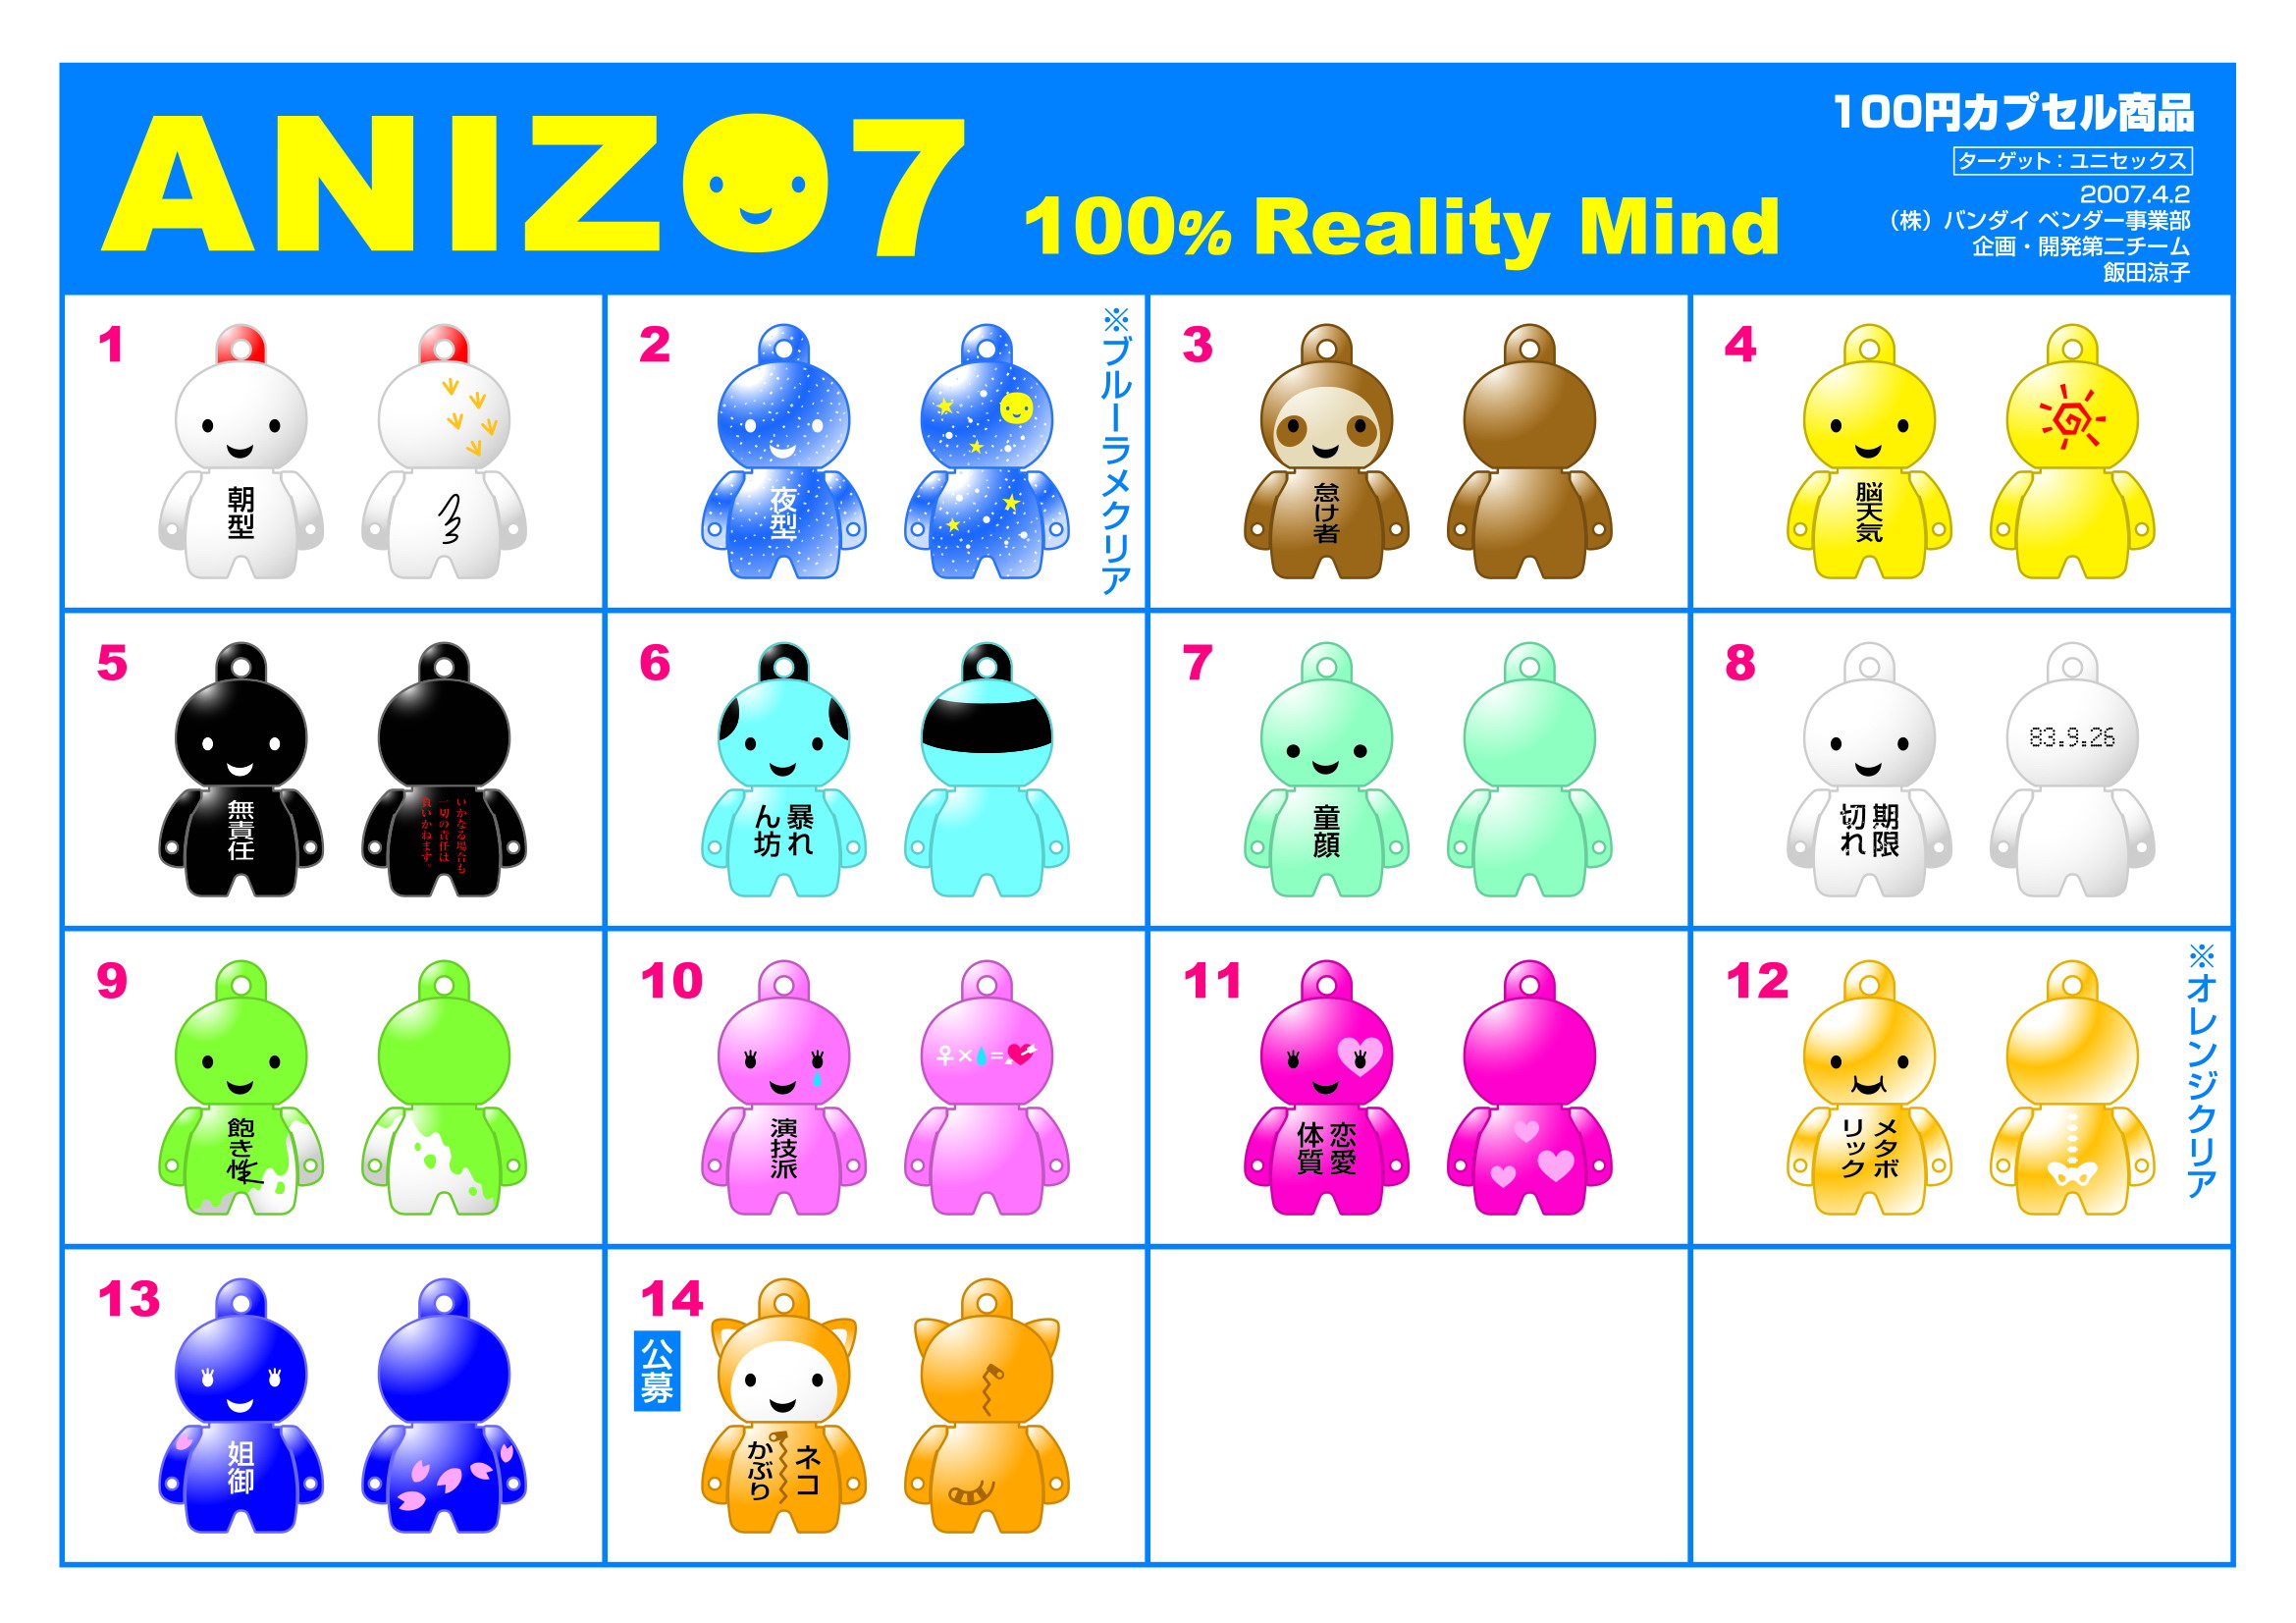 ANIZO7
100% Reality Mind
100円カプセル商品
ターゲット：ユニセックス
2007.4.2
（株）バンダイ ベンダー事業部
企画・開発第二チーム
飯田涼子
1
朝型
2
夜型
※ブルーラメクリア
3
怠け者
4
脳天気
5
無責任
いかなる場合も
一切の責任は
負いかねます。
6
暴れ
ん坊
7
童顔
8
期限
切れ
83.9.26
9
飽き性
10
演技派
♀×💧=💘
11
恋愛
体質
12
メタボ
リック
※オレンジクリア
13
姐御
14
公募
ネコ
かぶり